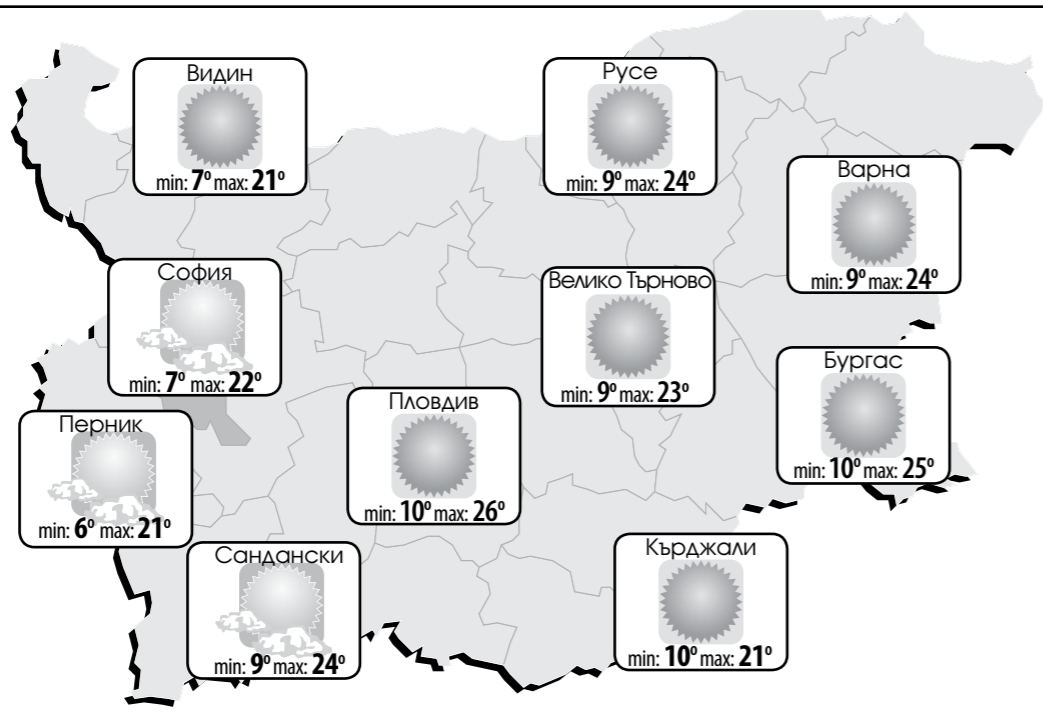 Видин
min: 7° max: 21°
Русе
min: 9° max: 24°
Варна
min: 9° max: 24°
София
min: 7° max: 22°
Велико Търново
min: 9° max: 23°
Бургас
min: 10° max: 25°
Пловдив
min: 10° max: 26°
Перник
min: 6° max: 21°
Сандански
min: 9° max: 24°
Кърджали
min: 10° max: 21°